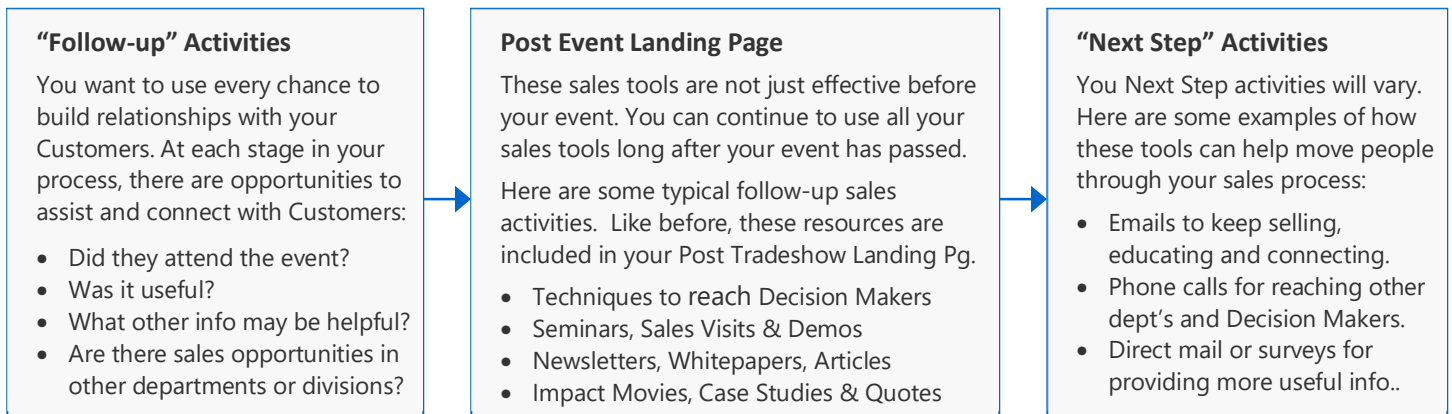 “Follow-up” Activities
You want to use every chance to
build relationships with your
Customers. At each stage in your
process, there are opportunities to
assist and connect with Customers:
• Did they attend the event?
• Was it useful?
• What other info may be helpful?
• Are there sales opportunities in
other departments or divisions?
Post Event Landing Page
These sales tools are not just effective before
your event. You can continue to use all your
sales tools long after your event has passed.
Here are some typical follow-up sales
activities.  Like before, these resources are
included in your Post Tradeshow Landing Pg.
• Techniques to reach Decision Makers
• Seminars, Sales Visits & Demos
• Newsletters, Whitepapers, Articles
• Impact Movies, Case Studies & Quotes
“Next Step” Activities
You Next Step activities will vary.
Here are some examples of how
these tools can help move people
through your sales process:
• Emails to keep selling,
educating and connecting.
• Phone calls for reaching other
dept’s and Decision Makers.
• Direct mail or surveys for
providing more useful info..